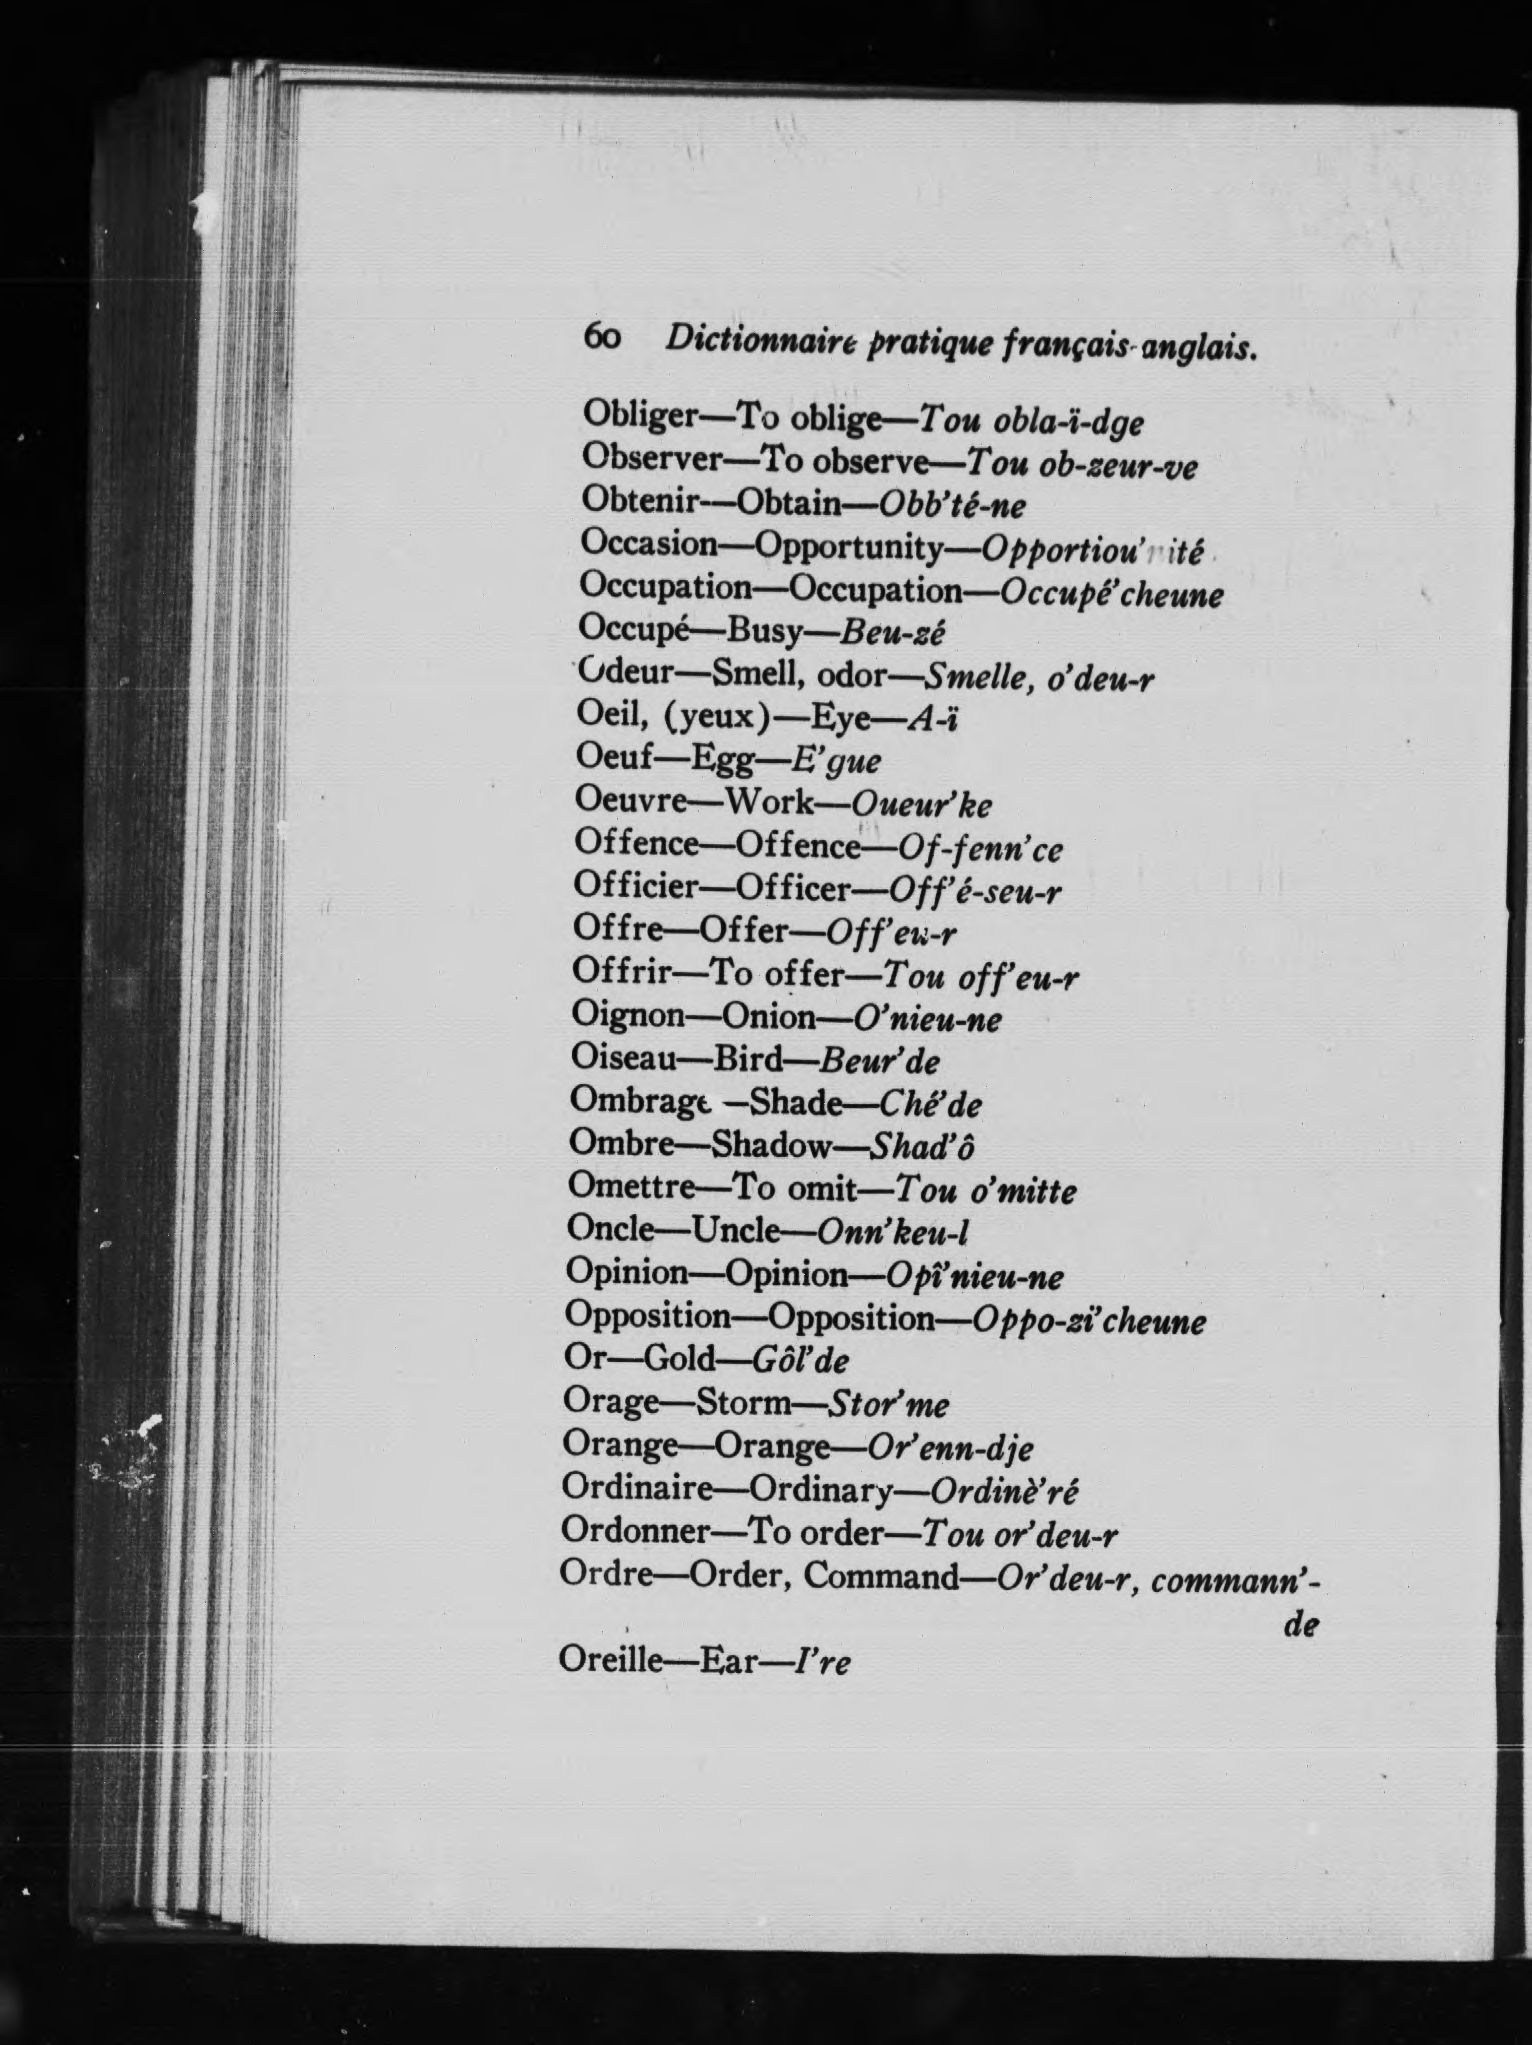 60 Dictionnaire pratique français-anglais.
Obliger—To oblige—Tou obla-ï-dge
Observer—To observe—Tou ob-zeur-ve
Obtenir—Obtain—Obb'té-ne
Occasion—Opportunity—Opportiou'nité
Occupation—Occupation—Occupé'cheune
Occupé—Busy—Beu-zé
Odeur—Smell, odor—Smelle, o'deu-r
Oeil, (yeux)—Eye—A-ï
Oeuf—Egg—E'gue
Oeuvre—Work—Oueur'ke
Offence—Offence—Of-fenn'ce
Officier—Officer—Off'é-seu-r
Offre—Offer—Off'eu-r
Offrir—To offer—Tou off'eu-r
Oignon—Onion—O'nieu-ne
Oiseau—Bird—Beur'de
Ombrage—Shade—Ché'de
Ombre—Shadow—Shad'ô
Omettre—To omit—Tou o'mitte
Oncle—Uncle—Onn'keu-l
Opinion—Opinion—Opî'nieu-ne
Opposition—Opposition—Oppo-zï'cheune
Or—Gold—Gôl'de
Orage—Storm—Stor'me
Orange—Orange—Or'enn-dje
Ordinaire—Ordinary—Ordinè'ré
Ordonner—To order—Tou or'deu-r
Ordre—Order, Command—Or'deu-r, commann'-
de
Oreille—Ear—I're